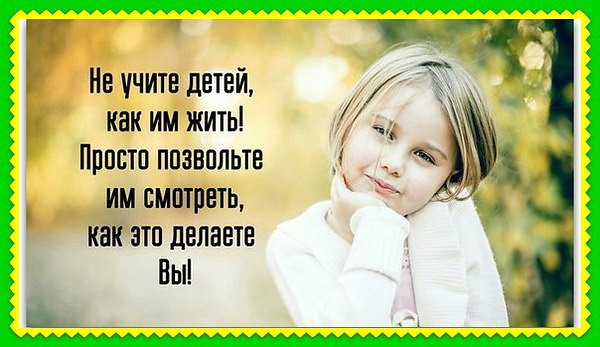 Не учите детей,
как им жить!
Просто позвольте
им смотреть,
как это делаете
Вы!